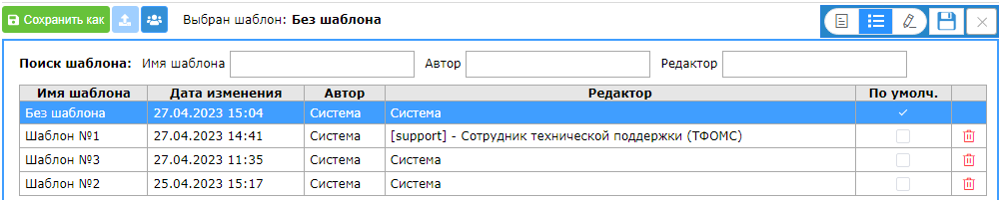 Сохранить как Выбран шаблон: Без шаблона
Поиск шаблона: Имя шаблона Автор Редактор
Имя шаблона Дата изменения Автор Редактор По умолч.
Без шаблона 27.04.2023 15:04 Система Система
Шаблон №1 27.04.2023 14:41 Система [support] - Сотрудник технической поддержки (ТФОМС)
Шаблон №3 27.04.2023 11:35 Система Система
Шаблон №2 25.04.2023 15:17 Система Система